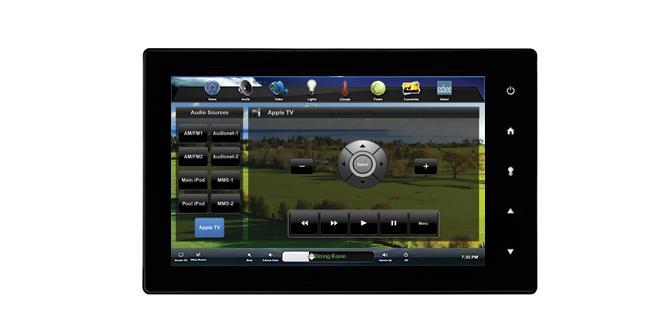 Home Audio Video Lights Climate Power Customize About
Audio Sources
Apple TV
AM/FM1 Audionet-1
AM/FM2 Audionet-2
Main iPod MMS-1
Pool iPod MMS-2
Apple TV
Select
Menu
Dining Room
7:30 PM